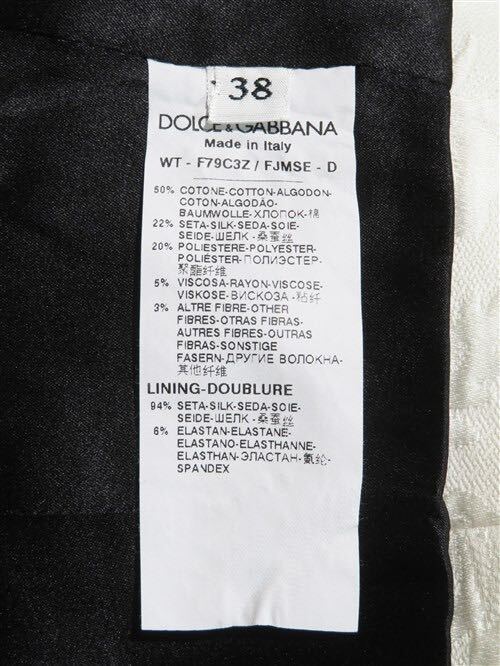 38
DOLCE & GABBANA
Made in Italy
WT - F79C3Z / FJMSE - D
50% COTONE-COTTON-ALGODON-
COTON-ALGODÃO-
BAUMWOLLE-ХЛОПОК-棉
22% SETA-SILK-SEDA-SOIE-
SEIDE-ШЕЛК-桑蚕丝
20% POLIESTERE-POLYESTER-
POLIÉSTER-ПОЛИЭСТЕР-
聚酯纤维
5% VISCOSA-RAYON-VISCOSE-
VISKOSE-ВИСКОЗА-粘纤
3% ALTRE FIBRE-OTHER
FIBRES-OTRAS FIBRAS-
AUTRES FIBRES-OUTRAS
FIBRAS-SONSTIGE
FASERN-ДРУГИЕ ВОЛОКНА-
其他纤维
LINING-DOUBLURE
94% SETA-SILK-SEDA-SOIE-
SEIDE-ШЕЛК-桑蚕丝
6% ELASTAN-ELASTANE-
ELASTANO-ELASTHANNE-
ELASTHAN-ЭЛАСТАН-氨纶-
SPANDEX